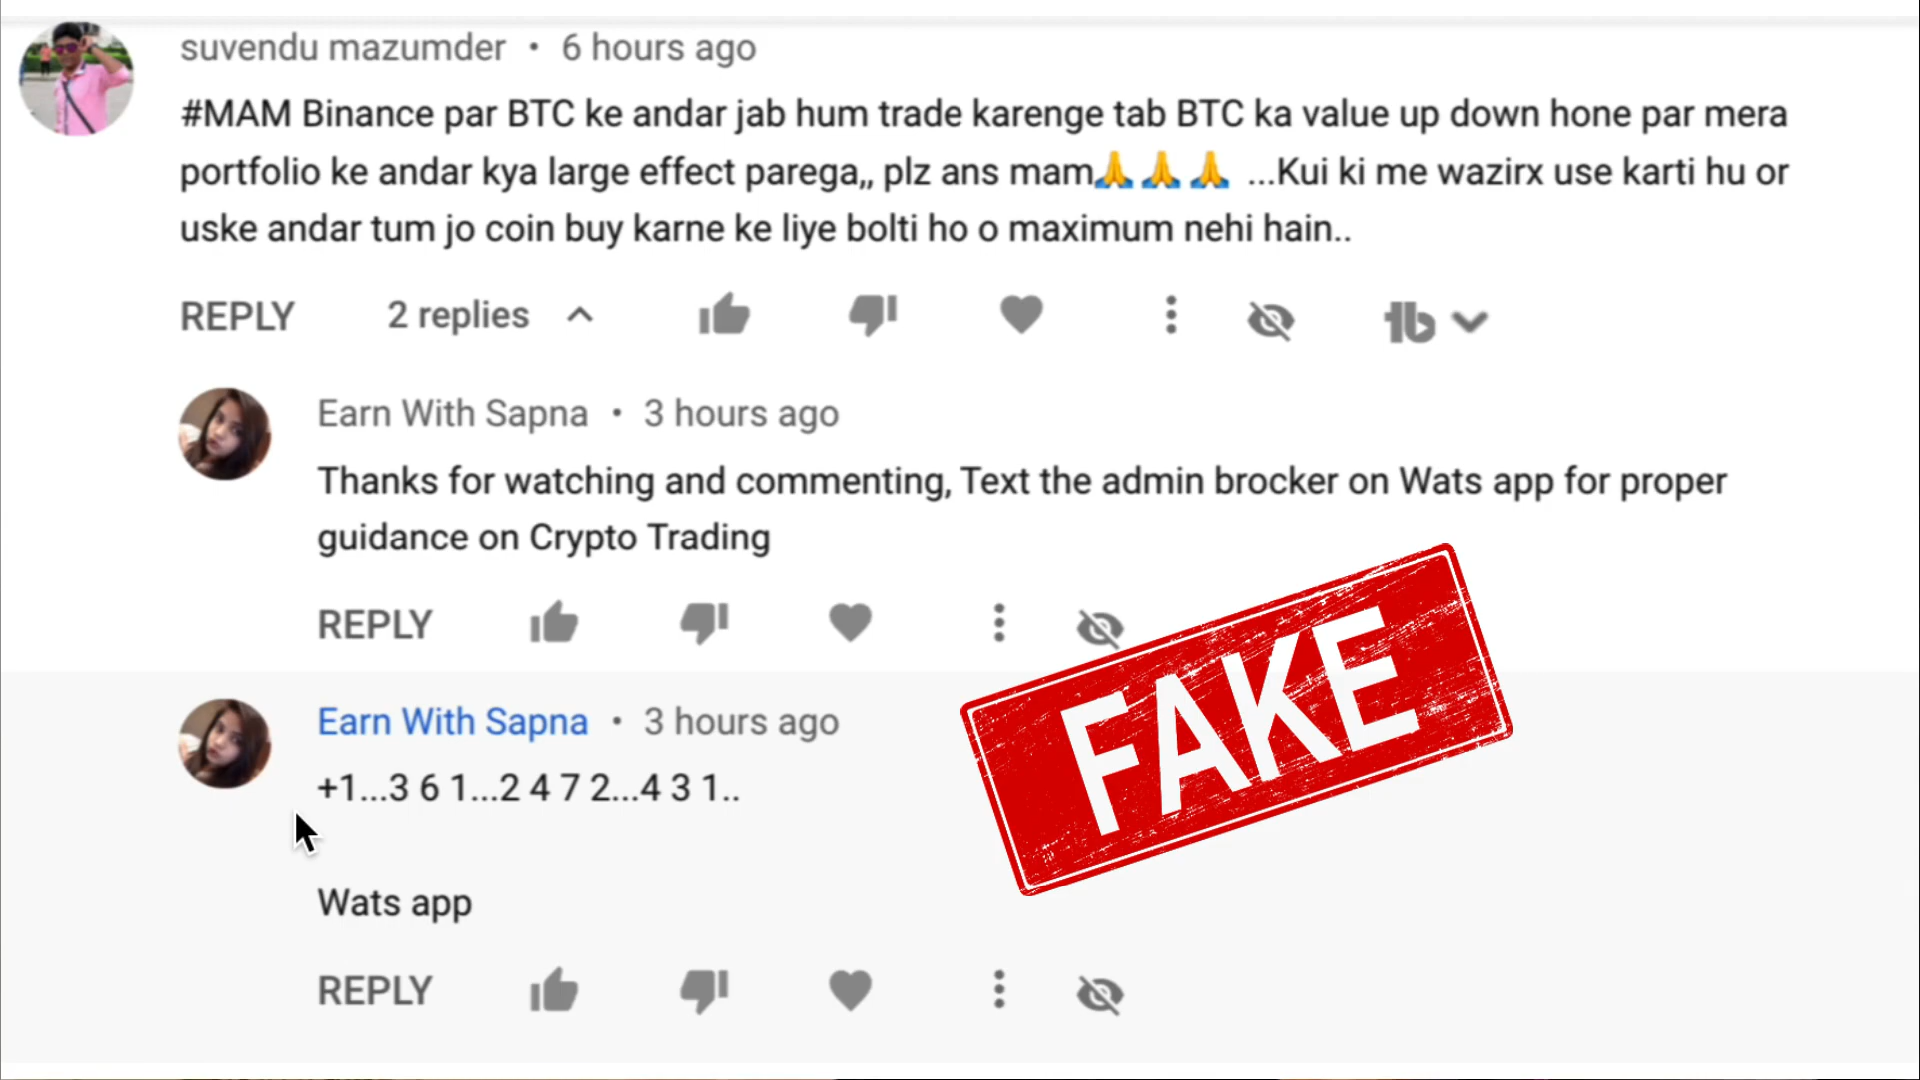 suvendu mazumder • 6 hours ago
#MAM Binance par BTC ke andar jab hum trade karenge tab BTC ka value up down hone par mera
portfolio ke andar kya large effect parega,, plz ans mam🙏🙏🙏 ...Kui ki me wazirx use karti hu or
uske andar tum jo coin buy karne ke liye bolti ho o maximum nehi hain..
REPLY 2 replies
Earn With Sapna • 3 hours ago
Thanks for watching and commenting, Text the admin brocker on Wats app for proper
guidance on Crypto Trading
REPLY
FAKE
Earn With Sapna • 3 hours ago
+1...3 6 1...2 4 7 2...4 3 1..
Wats app
REPLY